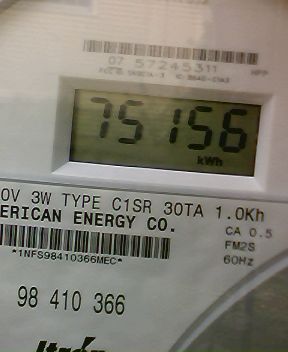 07 57245311
75156
kWh
0V 3W TYPE C1SR 30TA 1.0Kh
ERICAN ENERGY CO.
CA 0.5
FM2S
60Hz
*1NFS98410366MEC*
98 410 366
Itrón